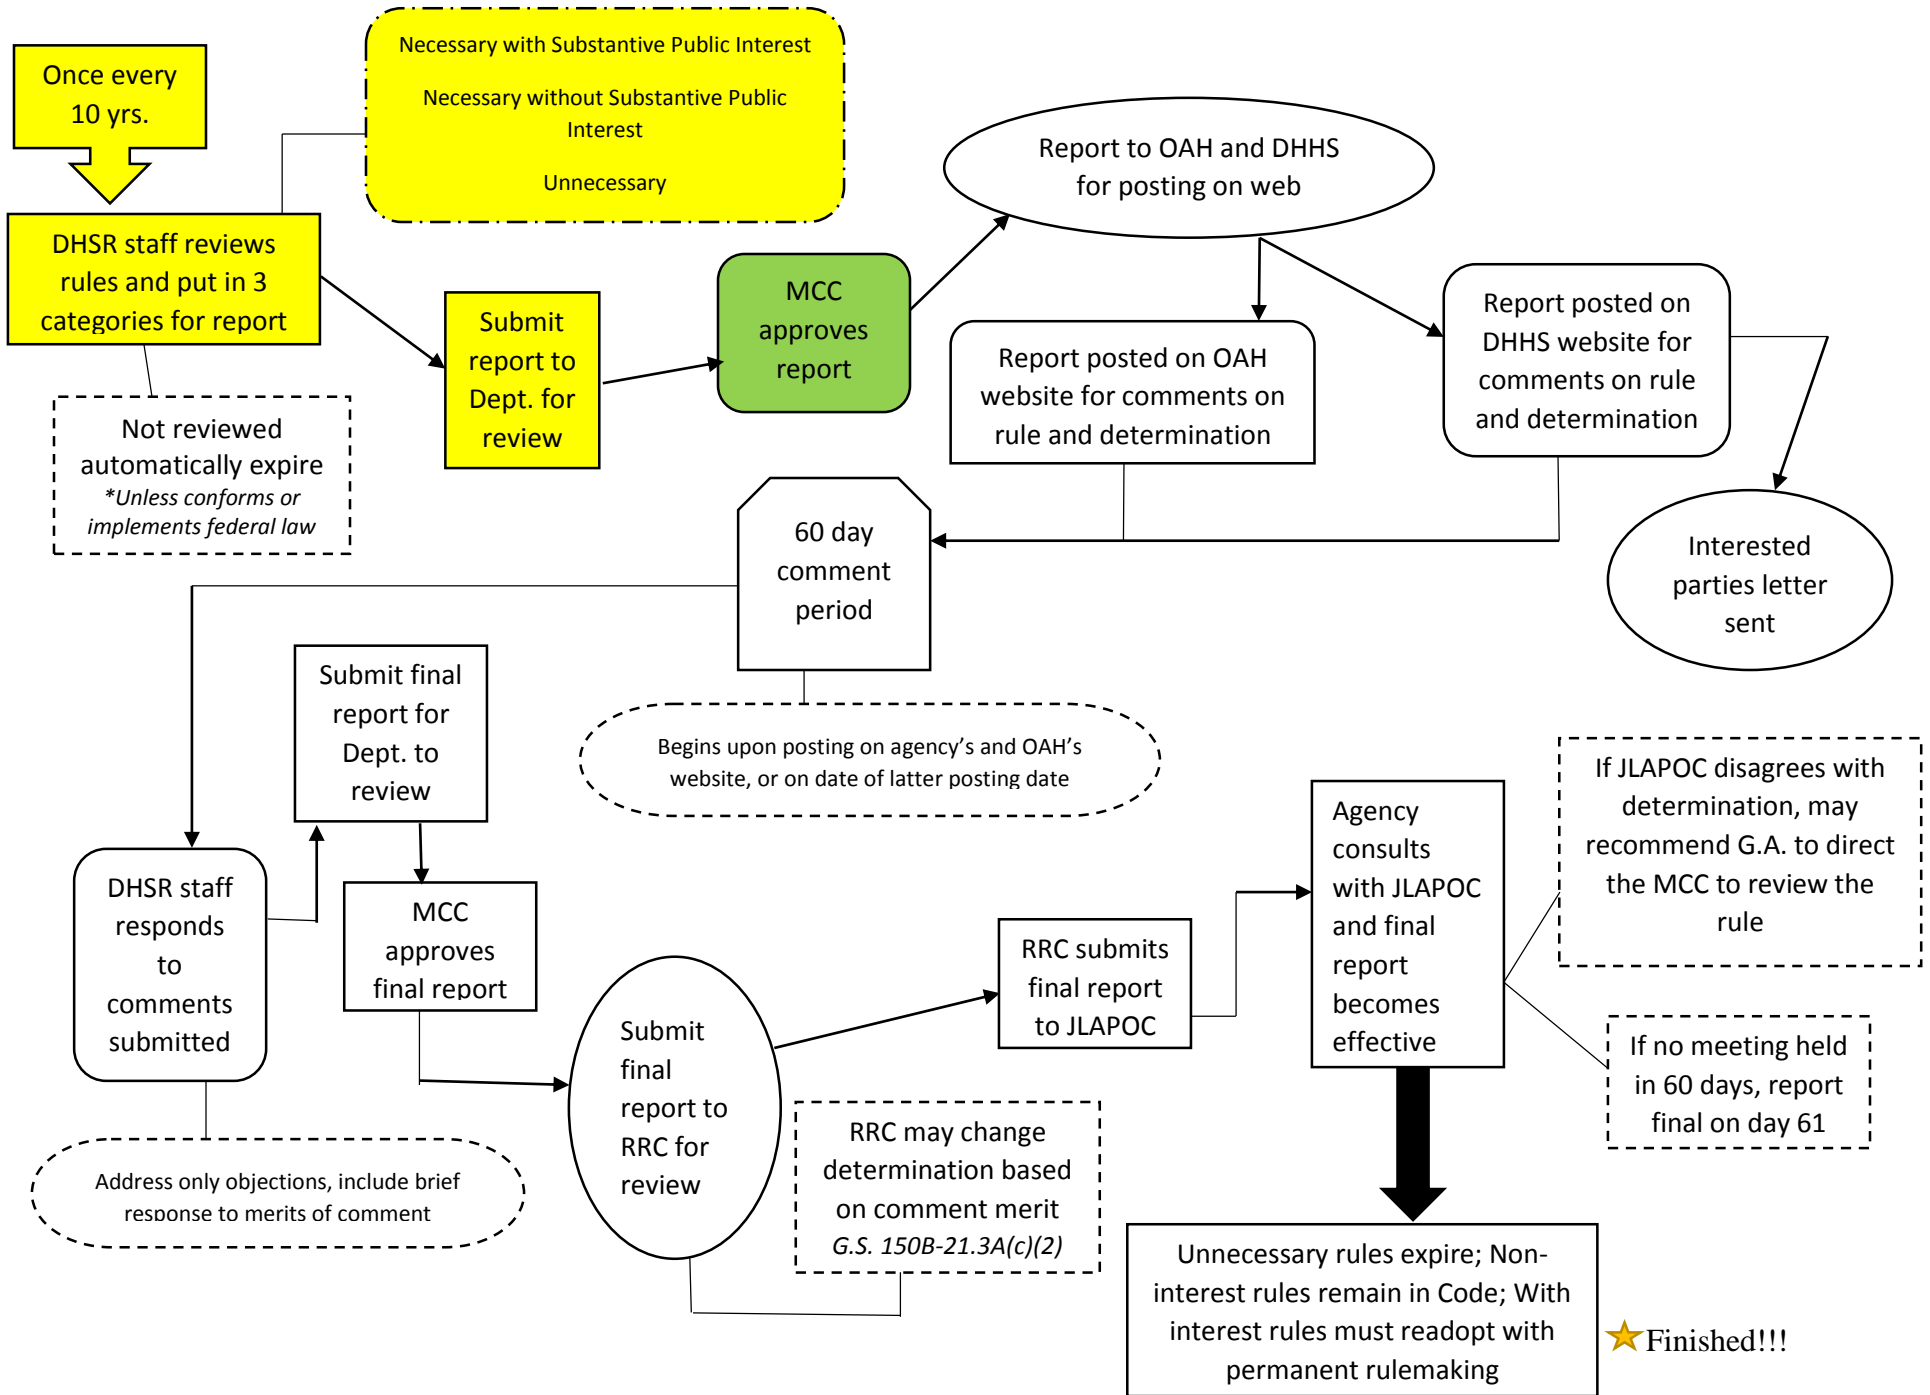 Once every
10 yrs.
Necessary with Substantive Public Interest
Necessary without Substantive Public
Interest
Unnecessary
DHSR staff reviews
rules and put in 3
categories for report
Not reviewed
automatically expire
*Unless conforms or
implements federal law
Submit
report to
Dept. for
review
MCC
approves
report
Report to OAH and DHHS
for posting on web
Report posted on OAH
website for comments on
rule and determination
Report posted on
DHHS website for
comments on rule
and determination
Interested
parties letter
sent
60 day
comment
period
Begins upon posting on agency’s and OAH’s
website, or on date of latter posting date
DHSR staff
responds
to
comments
submitted
Address only objections, include brief
response to merits of comment
Submit final
report for
Dept. to
review
MCC
approves
final report
Submit
final
report to
RRC for
review
RRC may change
determination based
on comment merit
G.S. 150B-21.3A(c)(2)
RRC submits
final report
to JLAPOC
Agency
consults
with JLAPOC
and final
report
becomes
effective
If JLAPOC disagrees with
determination, may
recommend G.A. to direct
the MCC to review the
rule
If no meeting held
in 60 days, report
final on day 61
Unnecessary rules expire; Non-
interest rules remain in Code; With
interest rules must readopt with
permanent rulemaking
Finished!!!